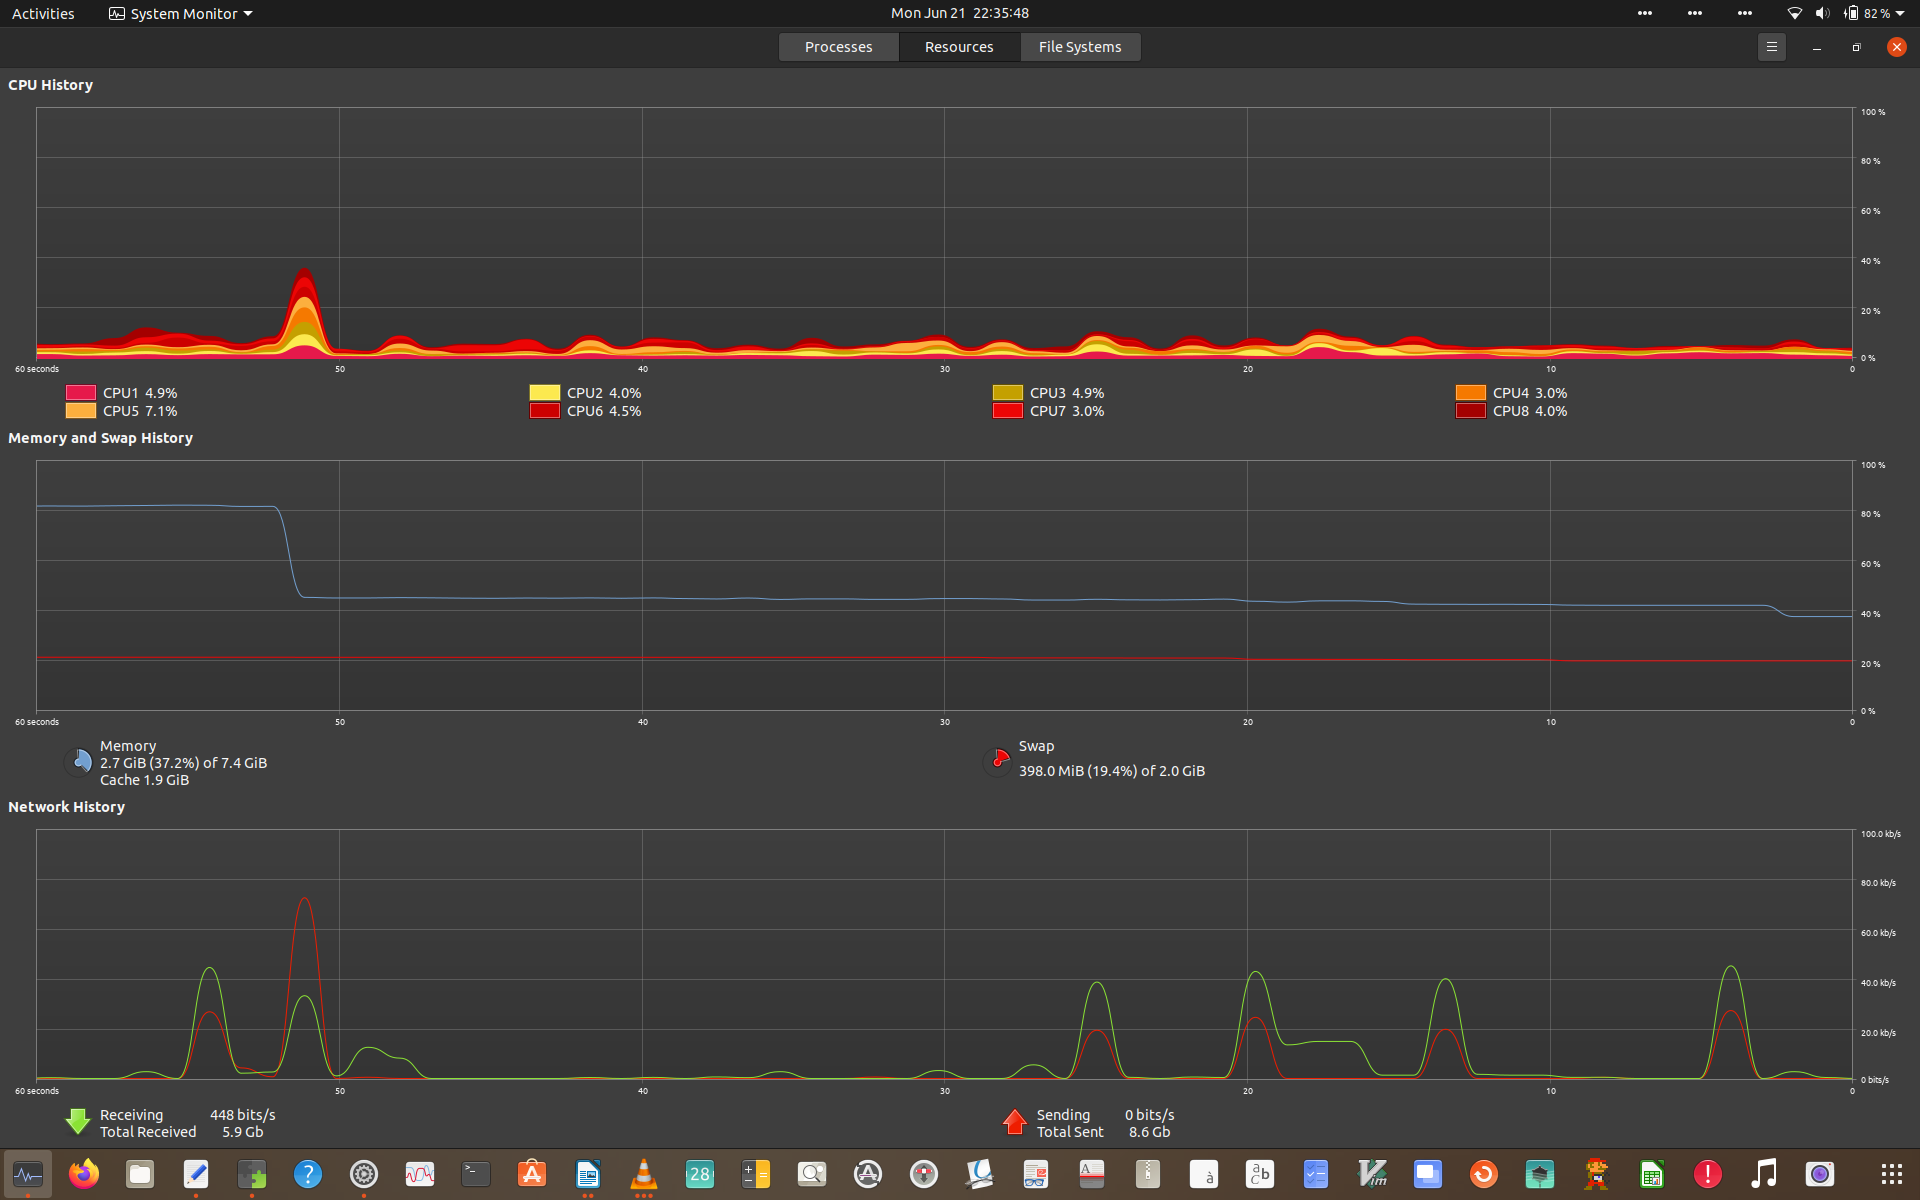 Activities System Monitor Mon Jun 21 22:35:48 82 %
Processes Resources File Systems
CPU History
100 %
80 %
60 %
40 %
20 %
0 %
60 seconds 50 40 30 20 10 0
CPU1 4.9% CPU2 4.0% CPU3 4.9% CPU4 3.0%
CPU5 7.1% CPU6 4.5% CPU7 3.0% CPU8 4.0%
Memory and Swap History
100 %
80 %
60 %
40 %
20 %
0 %
60 seconds 50 40 30 20 10 0
Memory
2.7 GiB (37.2%) of 7.4 GiB
Cache 1.9 GiB
Swap
398.0 MiB (19.4%) of 2.0 GiB
Network History
100.0 kb/s
80.0 kb/s
60.0 kb/s
40.0 kb/s
20.0 kb/s
0 bits/s
60 seconds 50 40 30 20 10 0
Receiving 448 bits/s
Total Received 5.9 Gb
Sending 0 bits/s
Total Sent 8.6 Gb
28